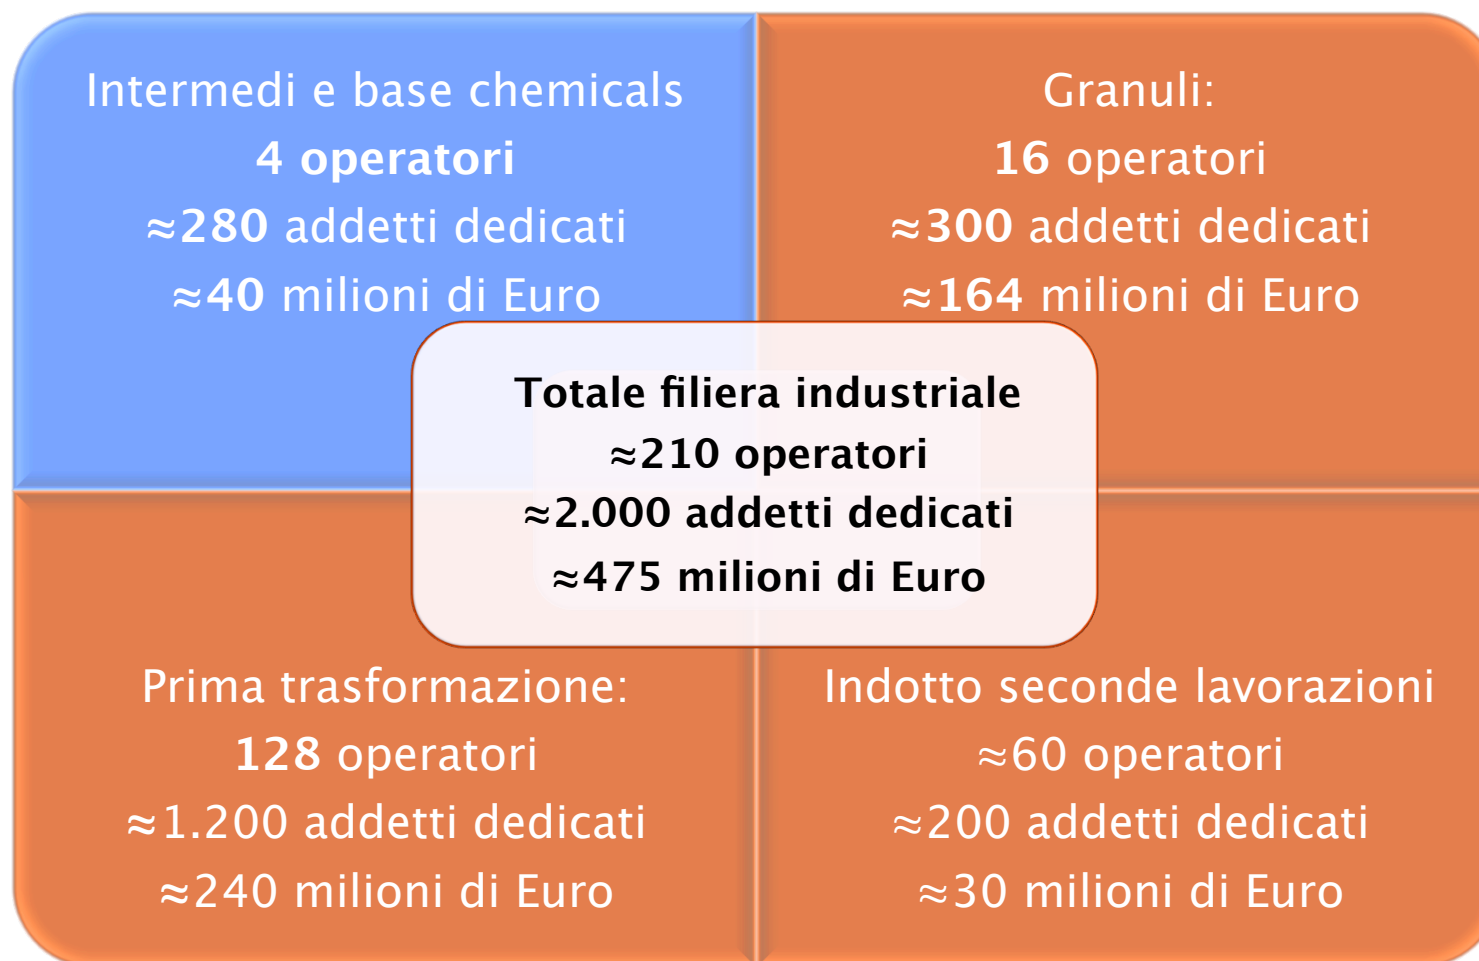 Intermedi e base chemicals
4 operatori
≈280 addetti dedicati
≈40 milioni di Euro
Granuli:
16 operatori
≈300 addetti dedicati
≈164 milioni di Euro
Totale filiera industriale
≈210 operatori
≈2.000 addetti dedicati
≈475 milioni di Euro
Prima trasformazione:
128 operatori
≈1.200 addetti dedicati
≈240 milioni di Euro
Indotto seconde lavorazioni
≈60 operatori
≈200 addetti dedicati
≈30 milioni di Euro